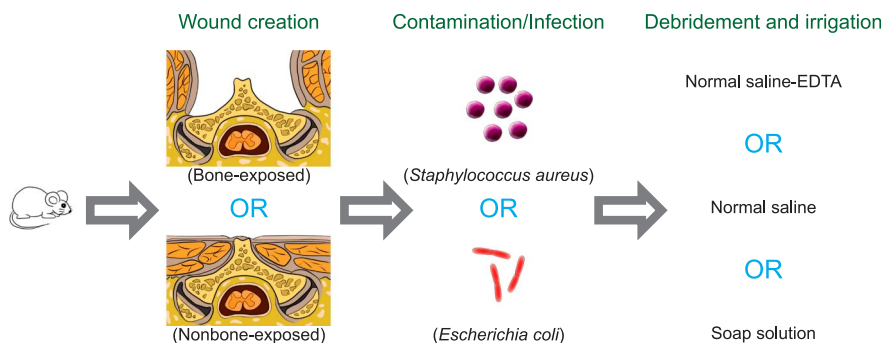 Wound creation
Contamination/Infection
Debridement and irrigation
(Bone-exposed)
OR
(Nonbone-exposed)
(Staphylococcus aureus)
OR
(Escherichia coli)
Normal saline-EDTA
OR
Normal saline
OR
Soap solution